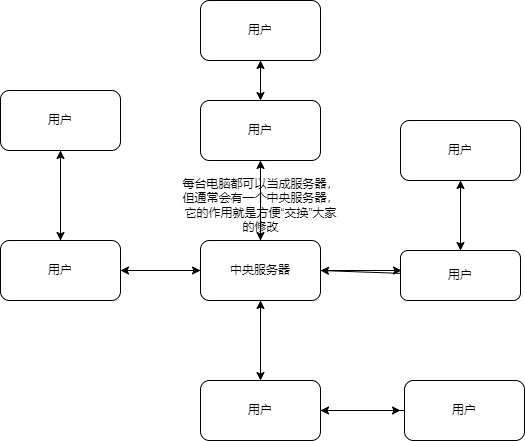 用户
用户
用户
用户
每台电脑都可以当成服务器，
但通常会有一个中央服务器，
它的作用就是方便“交换”大家
的修改
用户
中央服务器
用户
用户
用户